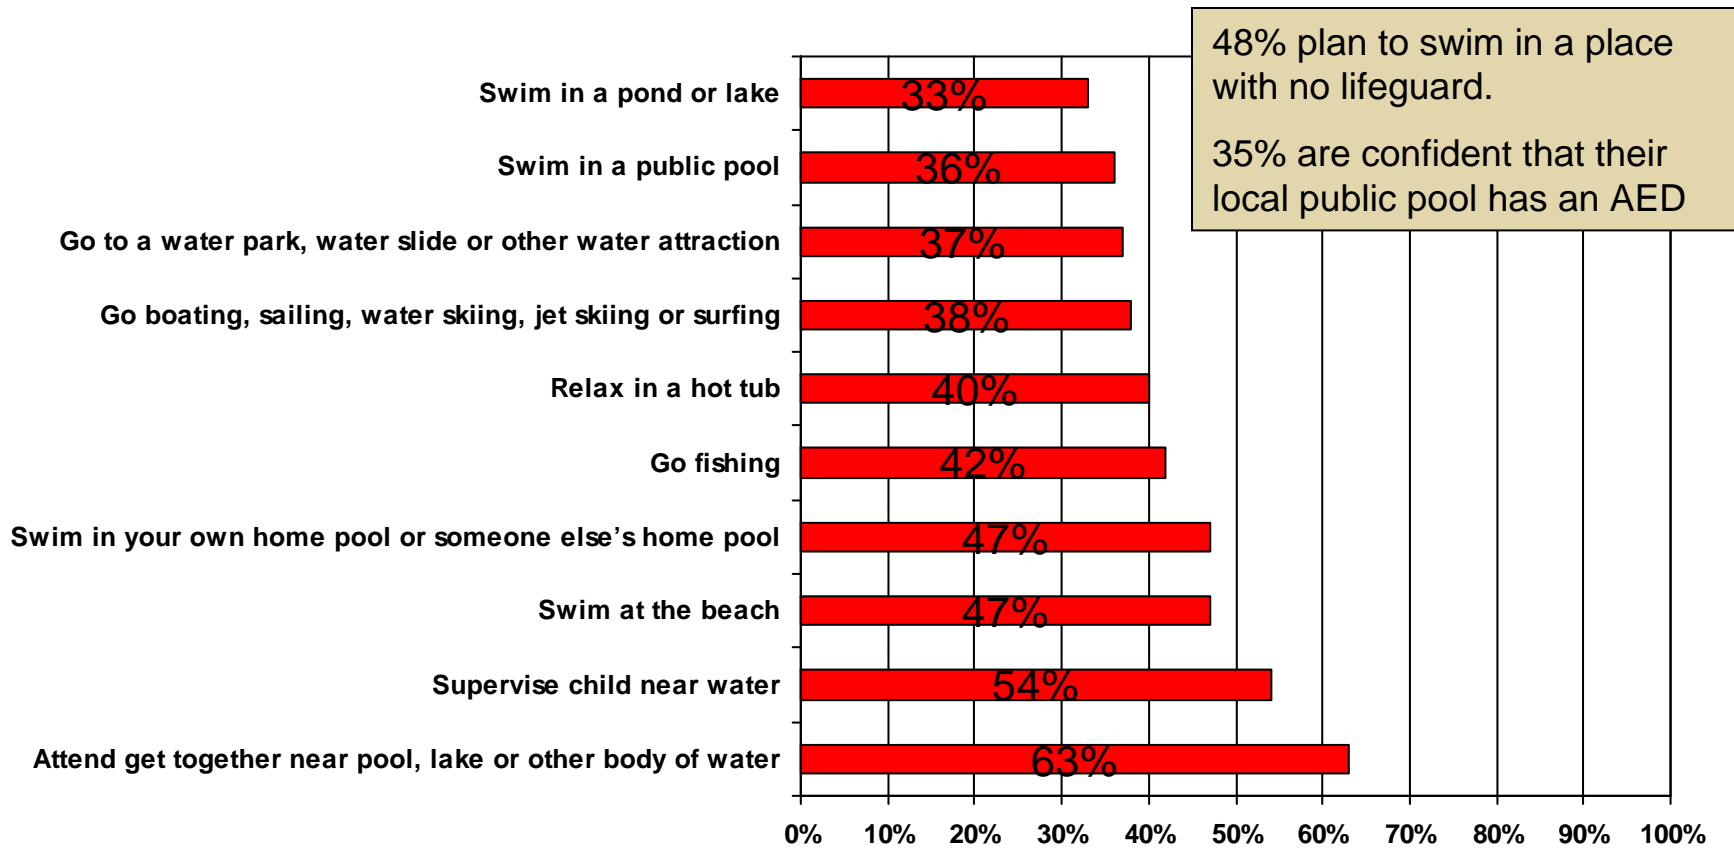 48% plan to swim in a place
with no lifeguard.
35% are confident that their
local public pool has an AED
Swim in a pond or lake
33%
Swim in a public pool
36%
Go to a water park, water slide or other water attraction
37%
Go boating, sailing, water skiing, jet skiing or surfing
38%
Relax in a hot tub
40%
Go fishing
42%
Swim in your own home pool or someone else’s home pool
47%
Swim at the beach
47%
Supervise child near water
54%
Attend get together near pool, lake or other body of water
63%
0% 10% 20% 30% 40% 50% 60% 70% 80% 90% 100%